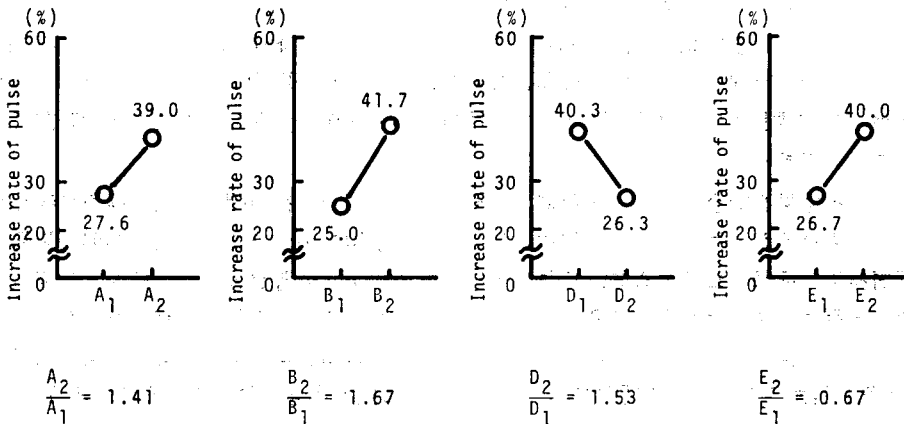 (%)
60
Increase rate of pulse
39.0
30
27.6
20
0
A1 A2
A2/A1 = 1.41
(%)
60
Increase rate of pulse
41.7
30
25.0
20
0
B1 B2
B2/B1 = 1.67
(%)
60
Increase rate of pulse
40.3
30
26.3
20
0
D1 D2
D2/D1 = 1.53
(%)
60
Increase rate of pulse
40.0
30
26.7
20
0
E1 E2
E2/E1 = 0.67